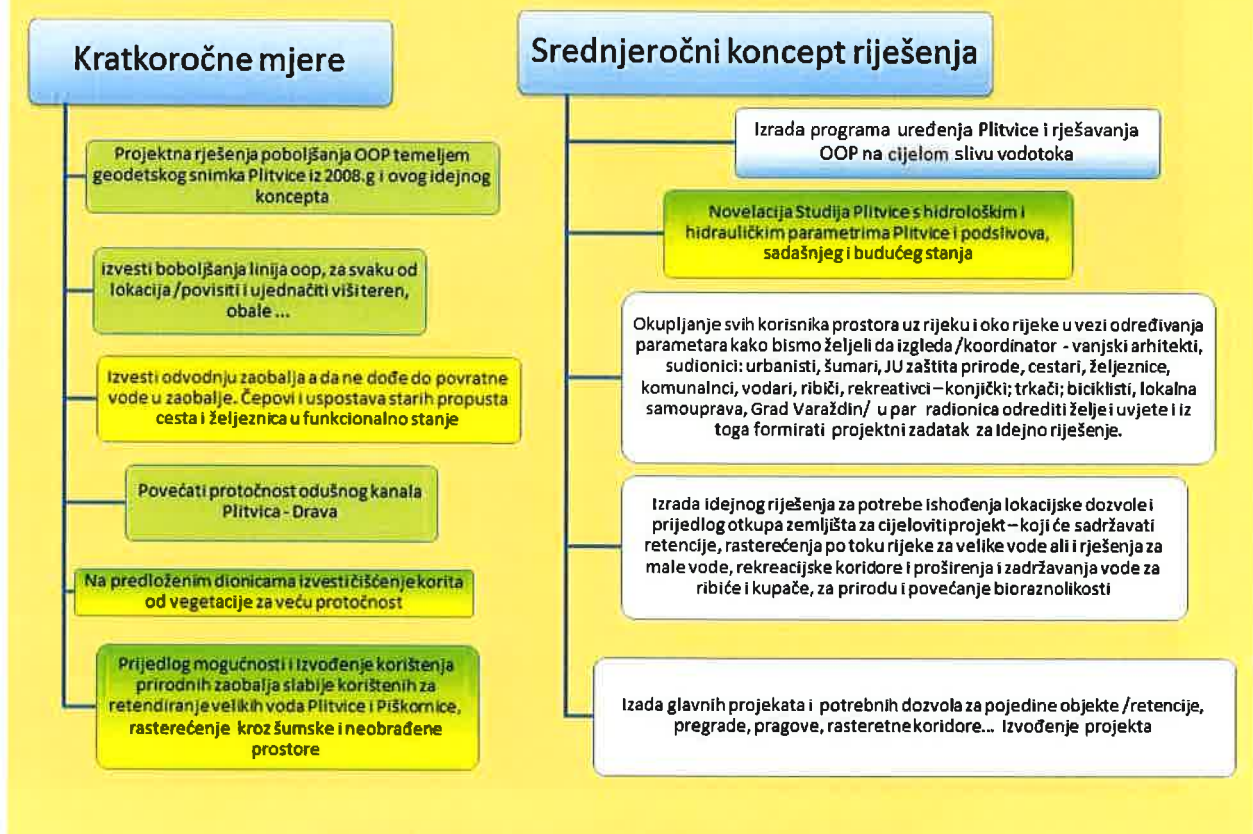 Kratkoročne mjere
Projektna rješenja poboljšanja OOP temeljem
geodetskog snimka Plitvice iz 2008.g i ovog idejnog
koncepta
izvesti boboljšanja linija oop, za svaku od
lokacija /povisiti i ujednačiti viši teren,
obale ...
Izvesti odvodnju zaobalja a da ne dođe do povratne
vode u zaobalje. Čepovi i uspostava starih propusta
cesta i željeznica u funkcionalno stanje
Povećati protočnost odušnog kanala
Plitvica - Drava
Na predloženim dionicama izvesti čišćenje korita
od vegetacije za veću protočnost
Prijedlog mogućnosti i Izvođenje korištenja
prirodnih zaobalja slabije korištenih za
retendiranje velikih voda Plitvice i Piškornice,
rasterećenje kroz šumske i neobrađene
prostore
Srednjeročni koncept riješenja
Izrada programa uređenja Plitvice i rješavanja
OOP na cijelom slivu vodotoka
Novelacija Studija Plitvice s hidrološkim i
hidrauličkim parametrima Plitvice i podslivova,
sadašnjeg i budućeg stanja
Okupljanje svih korisnika prostora uz rijeku i oko rijeke u vezi određivanja
parametara kako bismo željeli da izgleda /koordinator - vanjski arhitekti,
sudionici: urbanisti, šumari, JU zaštita prirode, cestari, željeznice,
komunalnci, vodari, ribiči, rekreativci – konjički; trkači; biciklisti, lokalna
samouprava, Grad Varaždin/ u par radionica odrediti želje i uvjete i iz
toga formirati projektni zadatak za Idejno riješenje.
Izrada idejnog riješenja za potrebe ishođenja lokacijske dozvole i
prijedlog otkupa zemljišta za cijeloviti projekt – koji će sadržavati
retencije, rasterećenja po toku rijeke za velike vode ali i rješenja za
male vode, rekreacijske koridore i proširenja i zadržavanja vode za
ribiće i kupače, za prirodu i povećanje bioraznolikosti
Izada glavnih projekata i potrebnih dozvola za pojedine objekte /retencije,
pregrade, pragove, rasteretne koridore... Izvođenje projekta